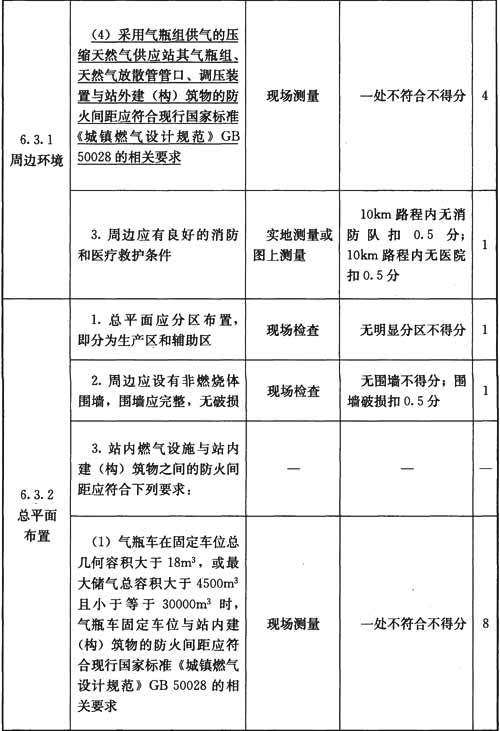 6.3.1
周边环境
（4）采用气瓶组供气的压
缩天然气供应站其气瓶组、
天然气放散管管口、调压装
置与站外建（构）筑物的防
火间距应符合现行国家标准
《城镇燃气设计规范》GB
50028 的相关要求
现场测量
一处不符合不得分
4
3. 周边应有良好的消防
和医疗救护条件
实地测量或
图上测量
10km 路程内无消
防队扣 0.5 分；
10km 路程内无医院
扣 0.5 分
1
6.3.2
总平面
布置
1. 总平面应分区布置，
即分为生产区和辅助区
现场检查
无明显分区不得分
1
2. 周边应设有非燃烧体
围墙，围墙应完整，无破损
现场检查
无围墙不得分；围
墙破损扣 0.5 分
1
3. 站内燃气设施与站内
建（构）筑物之间的防火间
距应符合下列要求：
—
—
—
（1）气瓶车在固定车位总
几何容积大于 18m³，或最
大储气总容积大于 4500m³
且小于等于 30000m³ 时，
气瓶车固定车位与站内建
（构）筑物的防火间距应符
合现行国家标准《城镇燃气
设计规范》GB 50028 的相
关要求
现场测量
一处不符合不得分
8